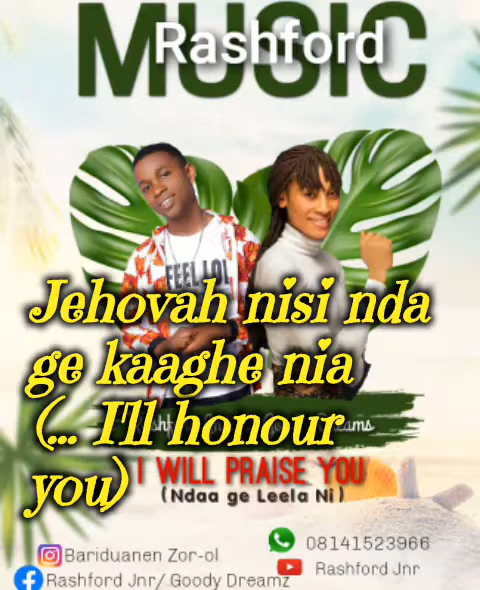 MUSIC
Rashford
FEEL LOL
Jehovah nisi nda
ge kaaghe nia
(... I'll honour
you)
I WILL PRAISE YOU
(Ndaa ge Leela Ni)
08141523966
Bariduanen Zor-ol
Rashford Jnr
Rashford Jnr/ Goody Dreamz